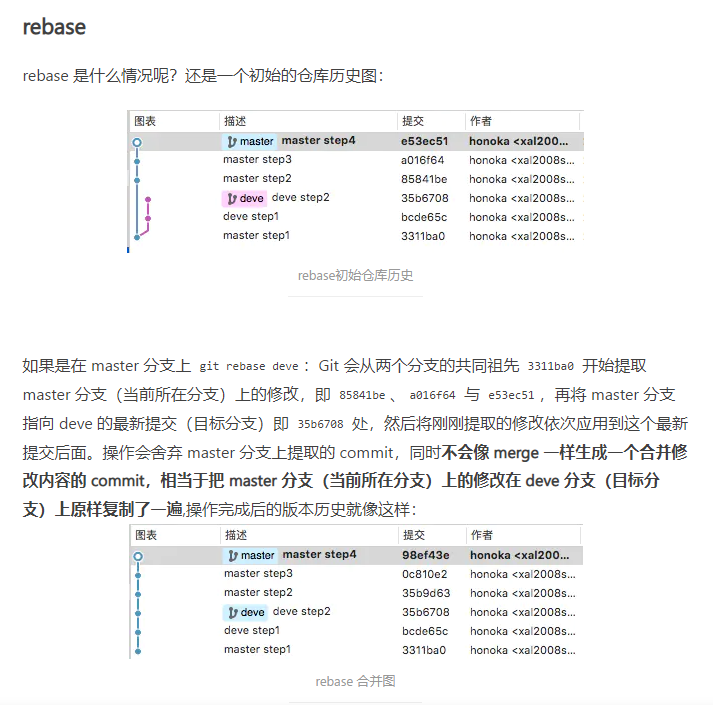 rebase
rebase 是什么情况呢？还是一个初始的仓库历史图：
图表 描述 提交 作者
master master step4 e53ec51 honoka <xal200...
master step3 a016f64 honoka <xal2008s...
master step2 85841be honoka <xal2008s...
deve deve step2 35b6708 honoka <xal2008s...
deve step1 bcde65c honoka <xal2008s...
master step1 3311ba0 honoka <xal2008s...
rebase初始仓库历史
如果是在 master 分支上 git rebase deve ：Git 会从两个分支的共同祖先 3311ba0 开始提取
master 分支（当前所在分支）上的修改，即 85841be 、 a016f64 与 e53ec51 ，再将 master 分支
指向 deve 的最新提交（目标分支）即 35b6708 处，然后将刚刚提取的修改依次应用到这个最新
提交后面。操作会舍弃 master 分支上提取的 commit，同时不会像 merge 一样生成一个合并修
改内容的 commit，相当于把 master 分支（当前所在分支）上的修改在 deve 分支（目标分
支）上原样复制了一遍,操作完成后的版本历史就像这样：
图表 描述 提交 作者
master master step4 98ef43e honoka <xal200...
master step3 0c810e2 honoka <xal2008s...
master step2 35b9d63 honoka <xal2008s...
deve deve step2 35b6708 honoka <xal2008s...
deve step1 bcde65c honoka <xal2008s...
master step1 3311ba0 honoka <xal2008s...
rebase 合并图